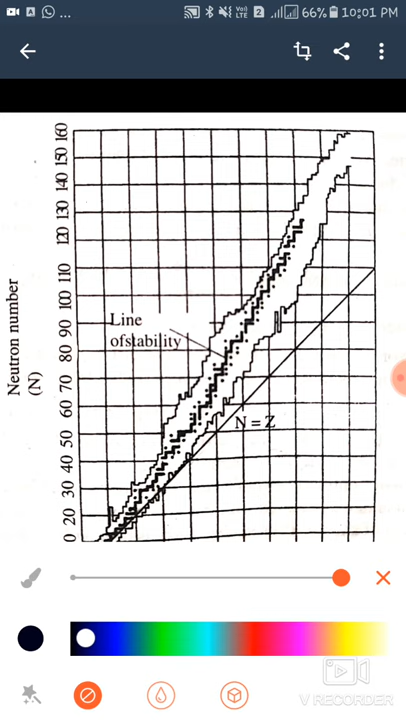 66% 10:01 PM
160
150
140
130
120
110
100
90
80
70
60
50
40
30
20
0
Neutron number
(N)
Line
ofstability
N = Z
V RECORDER